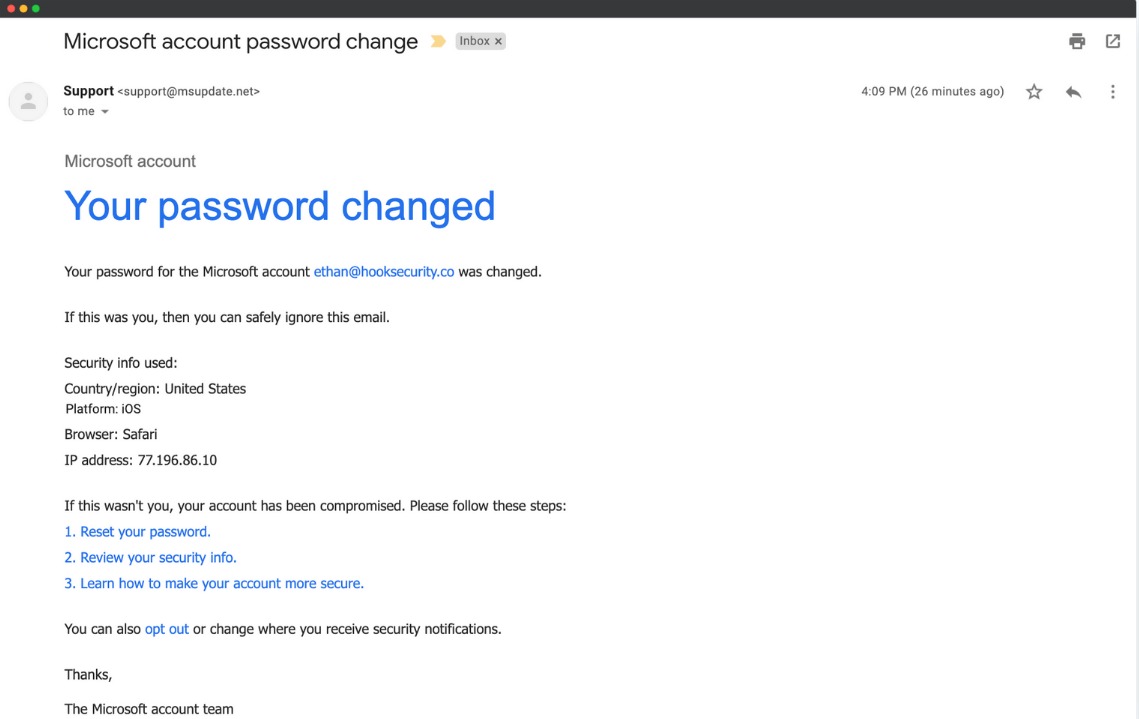 Microsoft account password change Inbox ×
Support <support@msupdate.net> 4:09 PM (26 minutes ago)
to me
Microsoft account
Your password changed
Your password for the Microsoft account ethan@hooksecurity.co was changed.
If this was you, then you can safely ignore this email.
Security info used:
Country/region: United States
Platform: iOS
Browser: Safari
IP address: 77.196.86.10
If this wasn't you, your account has been compromised. Please follow these steps:
1. Reset your password.
2. Review your security info.
3. Learn how to make your account more secure.
You can also opt out or change where you receive security notifications.
Thanks,
The Microsoft account team